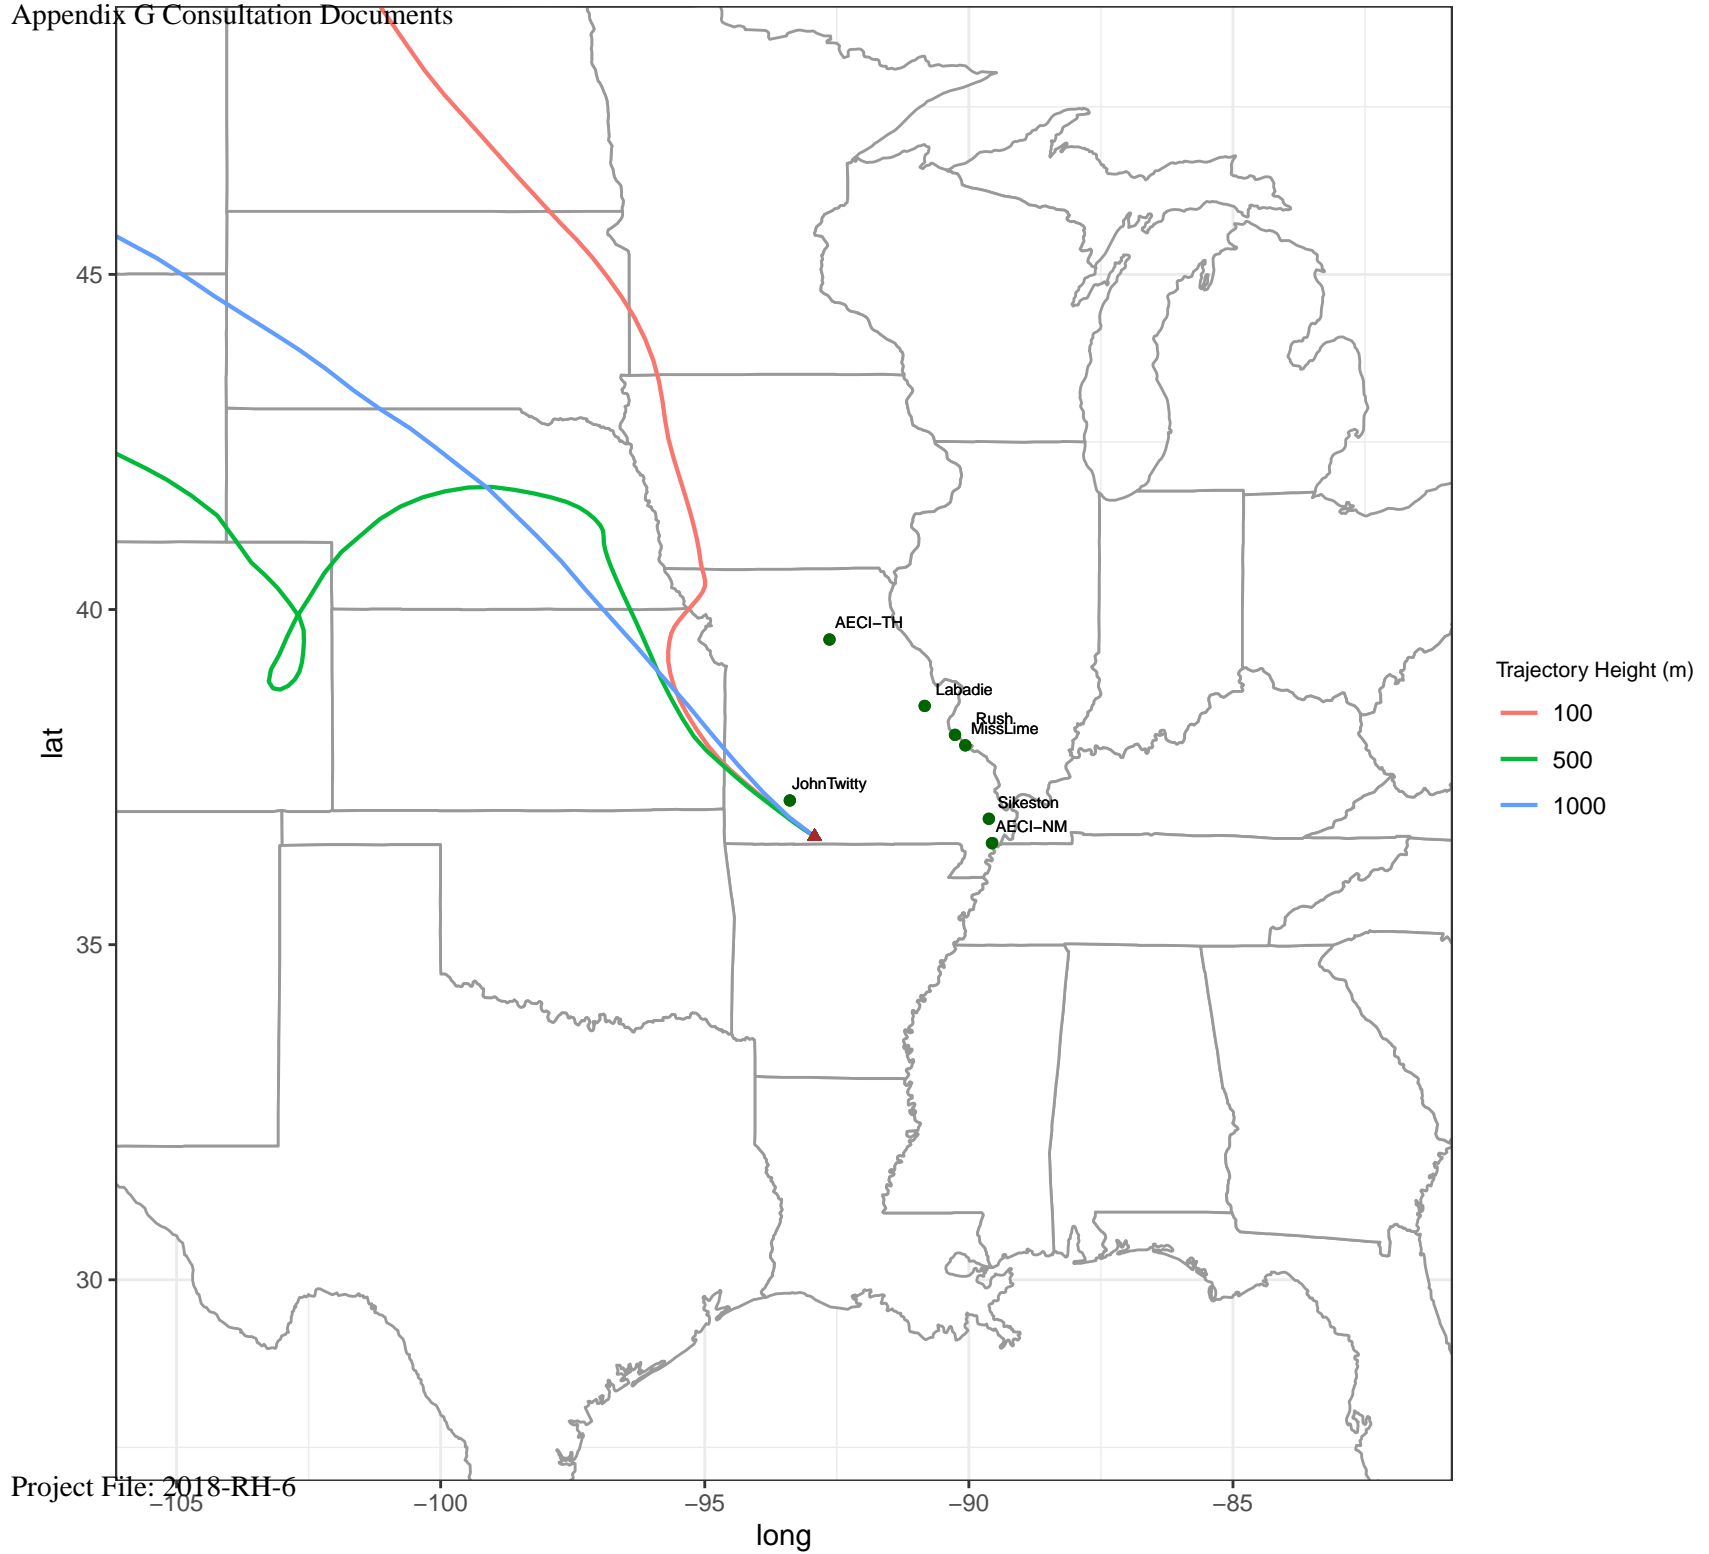 Appendix G Consultation Documents
45
40
35
30
lat
AECI−TH
Labadie
Rush
MissLime
JohnTwitty
Sikeston
AECI−NM
Trajectory Height (m)
100
500
1000
Project File: 2018-RH-6
−105
−100
−95
−90
−85
long